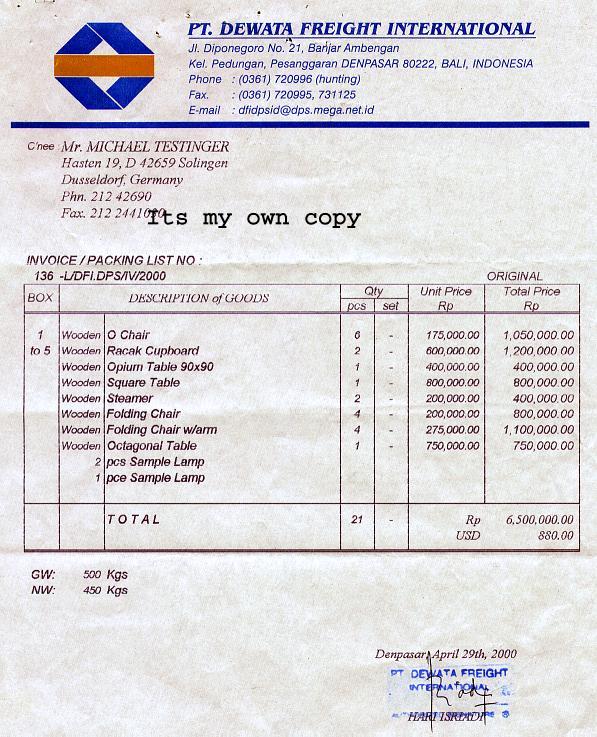 PT. DEWATA FREIGHT INTERNATIONAL
Jl. Diponegoro No. 21, Banjar Ambengan
Kel. Pedungan, Pesanggaran DENPASAR 80222, BALI, INDONESIA
Phone : (0361) 720996 (hunting)
Fax. : (0361) 720995, 731125
E-mail : dfidpsid@dps.mega.net.id
C'nee : Mr. MICHAEL TESTINGER
Hasten 19, D 42659 Solingen
Dusseldorf, Germany
Phn. 212 42690
Fax. 212
Its my own copy
INVOICE / PACKING LIST NO :
136 -L/DFI.DPS/IV/2000 ORIGINAL
BOX DESCRIPTION of GOODS Qty Unit Price Total Price
pcs set Rp Rp
1 Wooden O Chair 6 - 175,000.00 1,050,000.00
to 5 Wooden Racak Cupboard 2 - 600,000.00 1,200,000.00
Wooden Opium Table 90x90 1 - 400,000.00 400,000.00
Wooden Square Table 1 - 800,000.00 800,000.00
Wooden Steamer 2 - 200,000.00 400,000.00
Wooden Folding Chair 4 - 200,000.00 800,000.00
Wooden Folding Chair w/arm 4 - 275,000.00 1,100,000.00
Wooden Octagonal Table 1 - 750,000.00 750,000.00
2 pcs Sample Lamp
1 pce Sample Lamp
TOTAL 21 - Rp 6,500,000.00
USD 880.00
GW: 500 Kgs
NW: 450 Kgs
Denpasar, April 29th, 2000
PT DEWATA FREIGHT
INTERNATIONAL
HARI ISRIADI